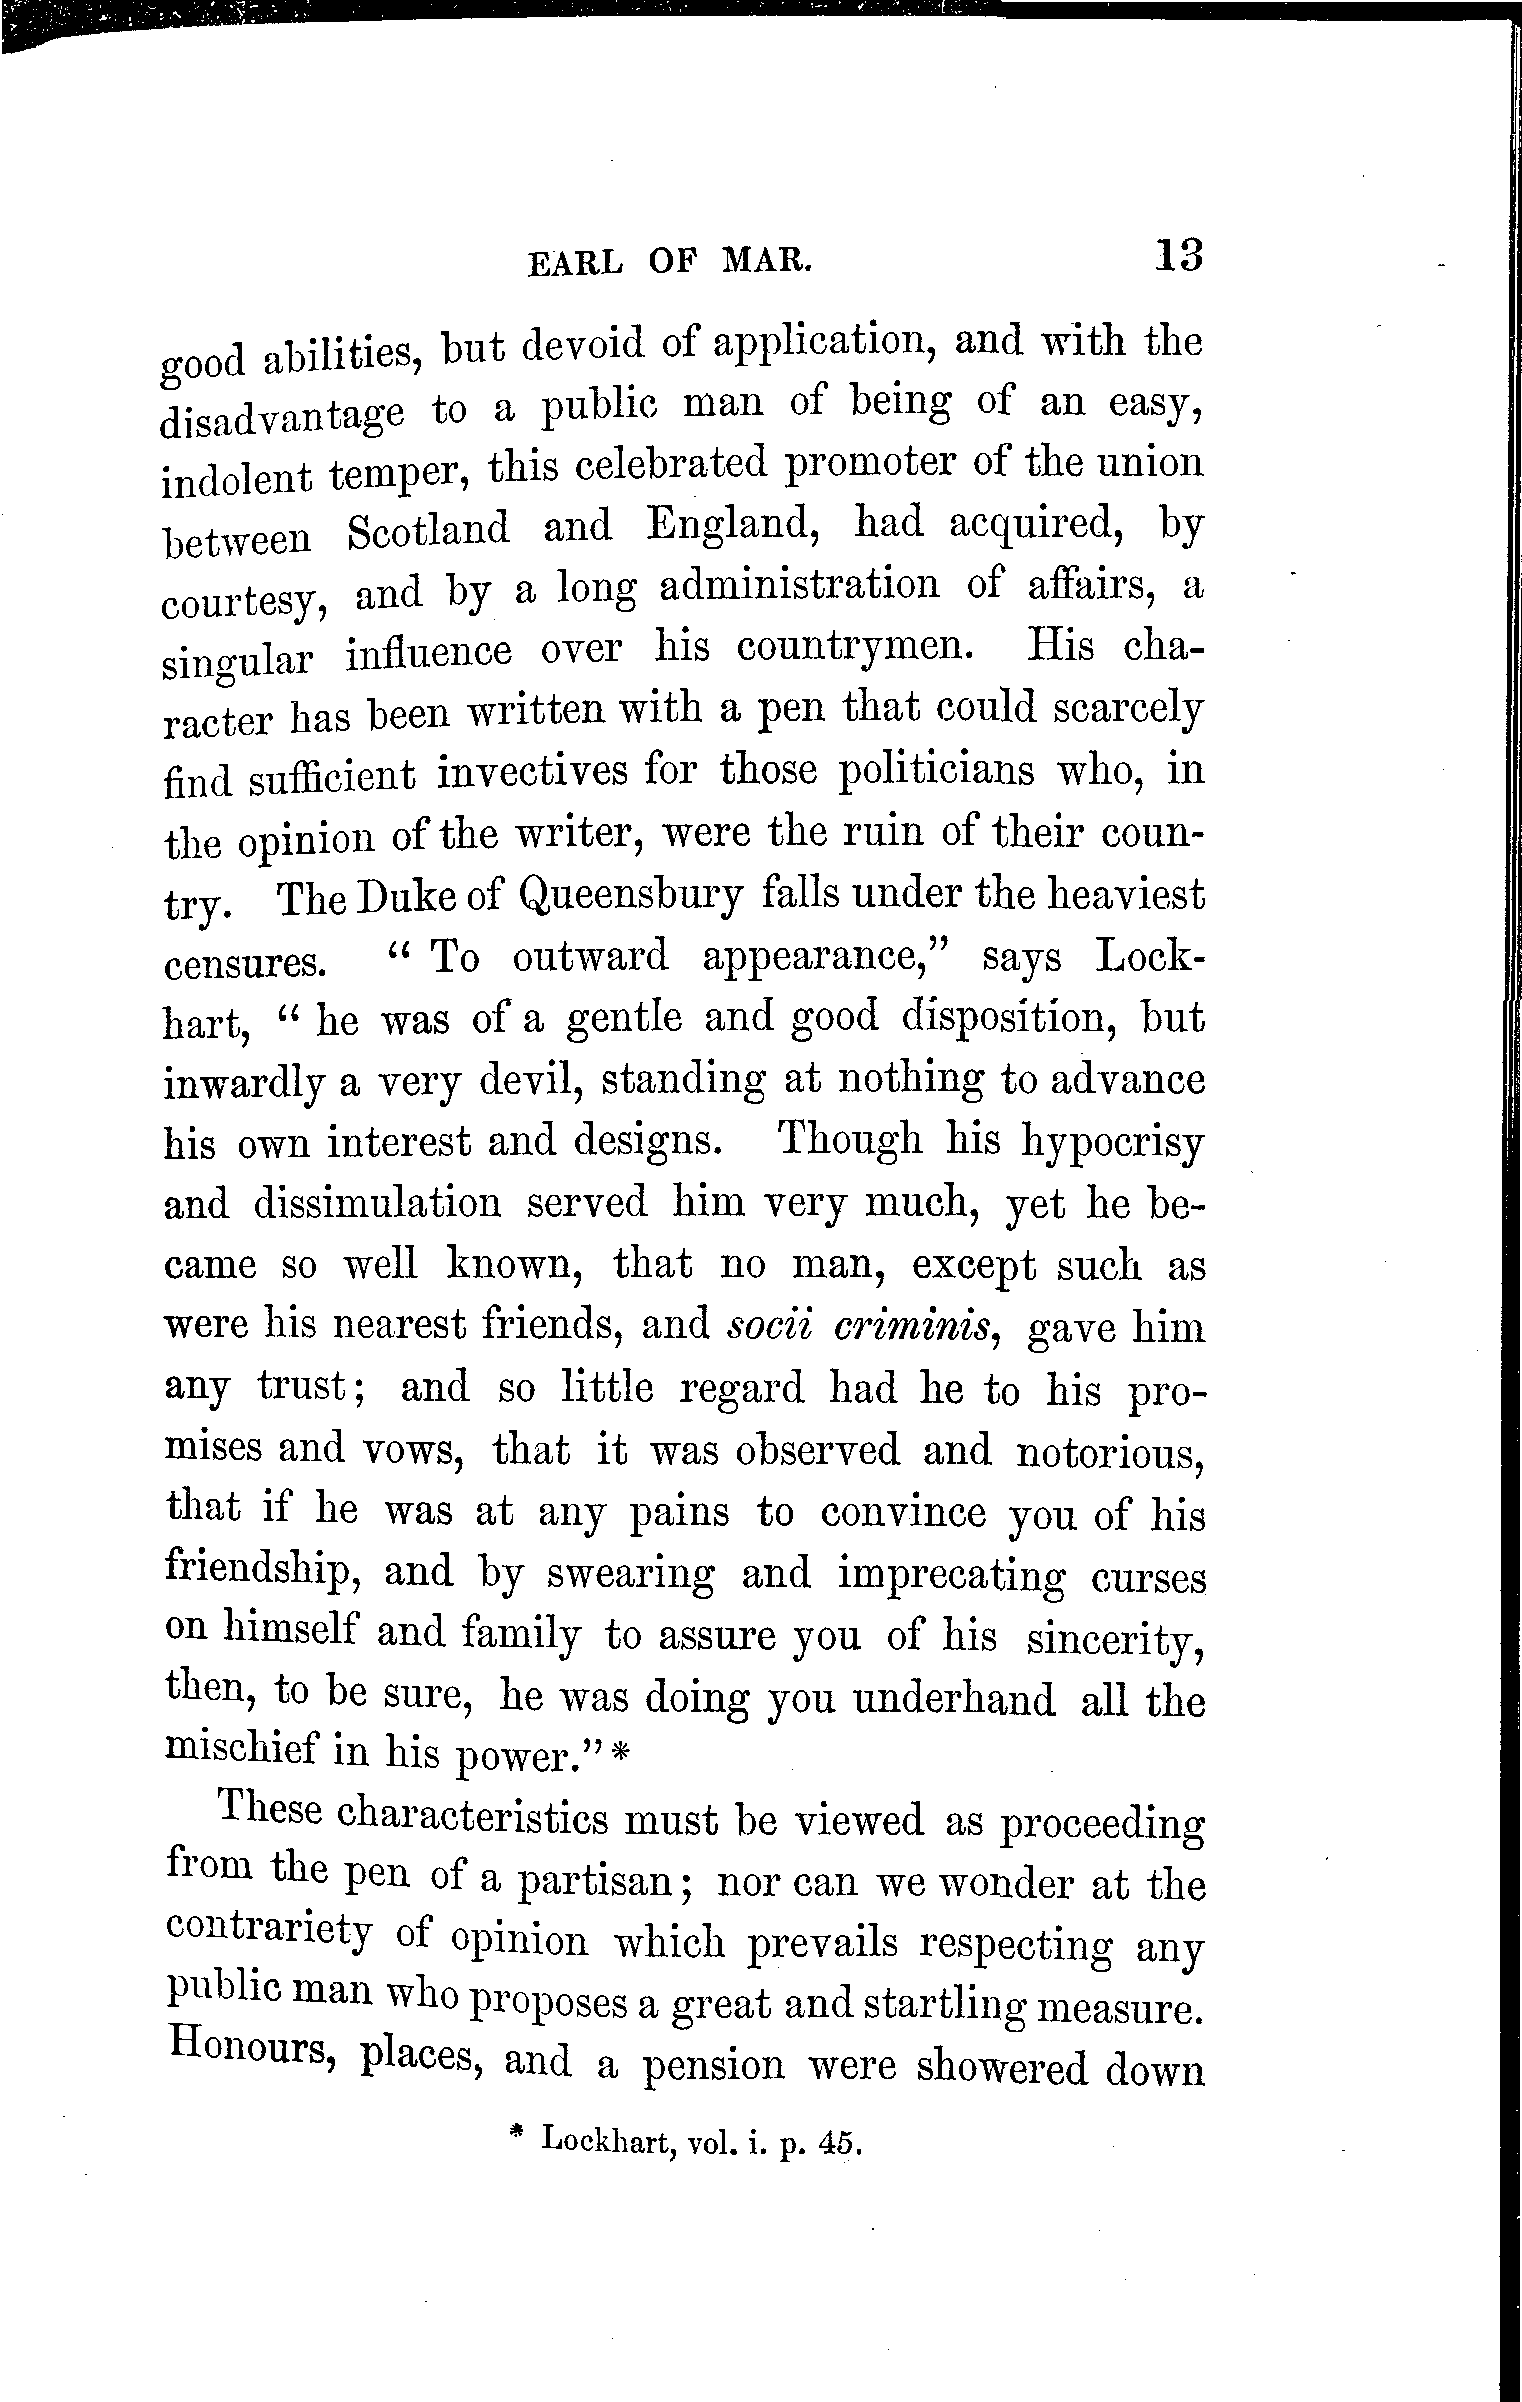 EARL OF MAR. 13
good abilities, but devoid of application, and with the
disadvantage to a public man of being of an easy,
indolent temper, this celebrated promoter of the union
between Scotland and England, had acquired, by
courtesy, and by a long administration of affairs, a
singular influence over his countrymen. His cha-
racter has been written with a pen that could scarcely
find sufficient invectives for those politicians who, in
the opinion of the writer, were the ruin of their coun-
try. The Duke of Queensbury falls under the heaviest
censures. “ To outward appearance,” says Lock-
hart, “ he was of a gentle and good disposition, but
inwardly a very devil, standing at nothing to advance
his own interest and designs. Though his hypocrisy
and dissimulation served him very much, yet he be-
came so well known, that no man, except such as
were his nearest friends, and socii criminis, gave him
any trust; and so little regard had he to his pro-
mises and vows, that it was observed and notorious,
that if he was at any pains to convince you of his
friendship, and by swearing and imprecating curses
on himself and family to assure you of his sincerity,
then, to be sure, he was doing you underhand all the
mischief in his power.” *
These characteristics must be viewed as proceeding
from the pen of a partisan; nor can we wonder at the
contrariety of opinion which prevails respecting any
public man who proposes a great and startling measure.
Honours, places, and a pension were showered down
* Lockhart, vol. i. p. 45.